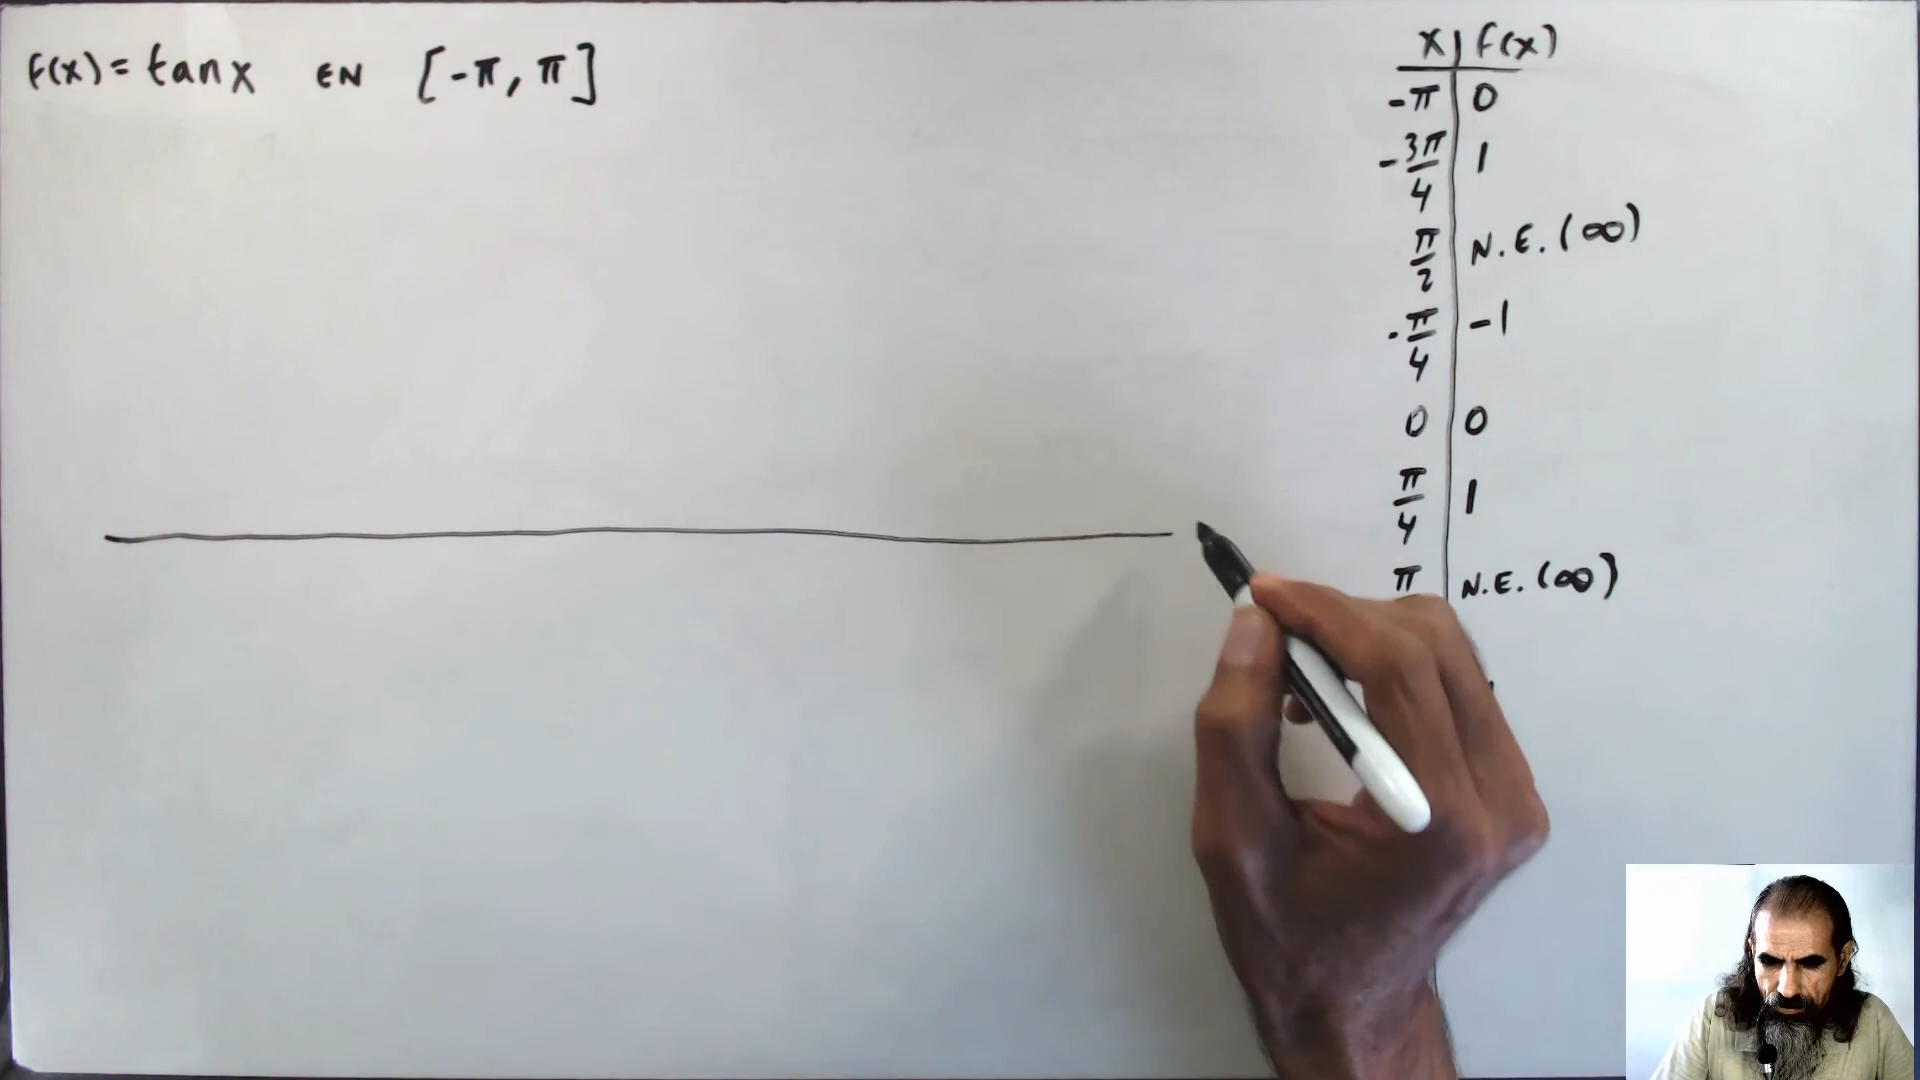 f(x) = tan x EN [-π, π]
x | f(x)
-π | 0
-3π/4 | 1
π/2 | N.E. (∞)
-π/4 | -1
0 | 0
π/4 | 1
π | N.E. (∞)